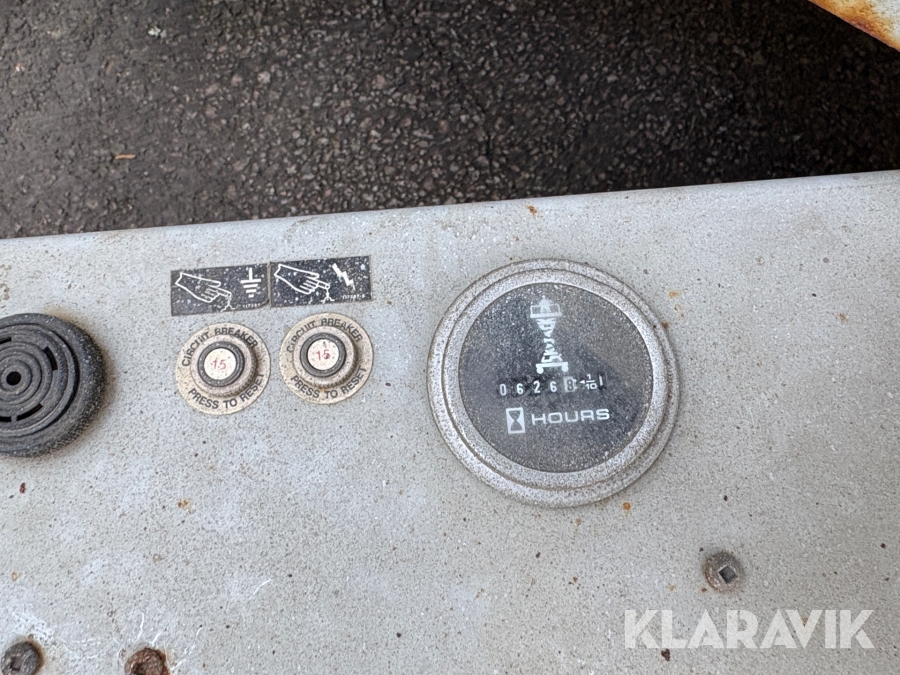 CIRCUIT BREAKER
15
PRESS TO RESET
CIRCUIT BREAKER
15
PRESS TO RESET
06268 1/10
HOURS
KLARAVIK